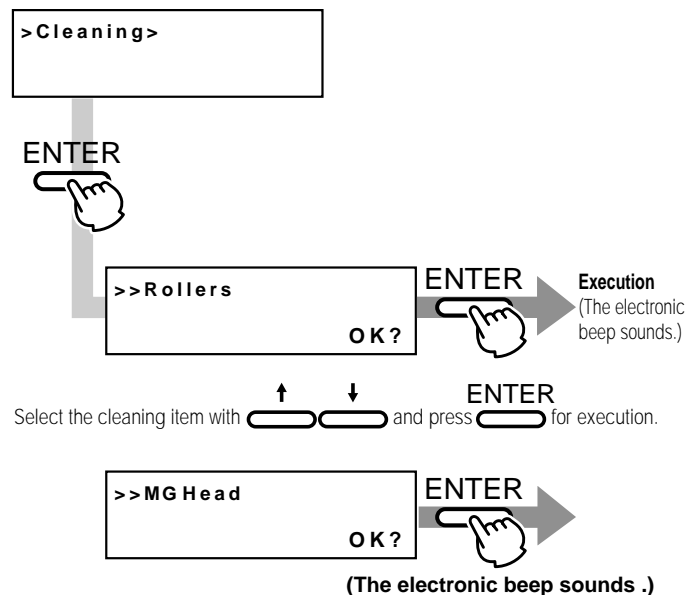 >Cleaning>
ENTER
>>Rollers
OK?
ENTER
Execution
(The electronic
beep sounds.)
↑ ↓ ENTER
Select the cleaning item with and press for execution.
>>MG Head
OK?
ENTER
(The electronic beep sounds .)